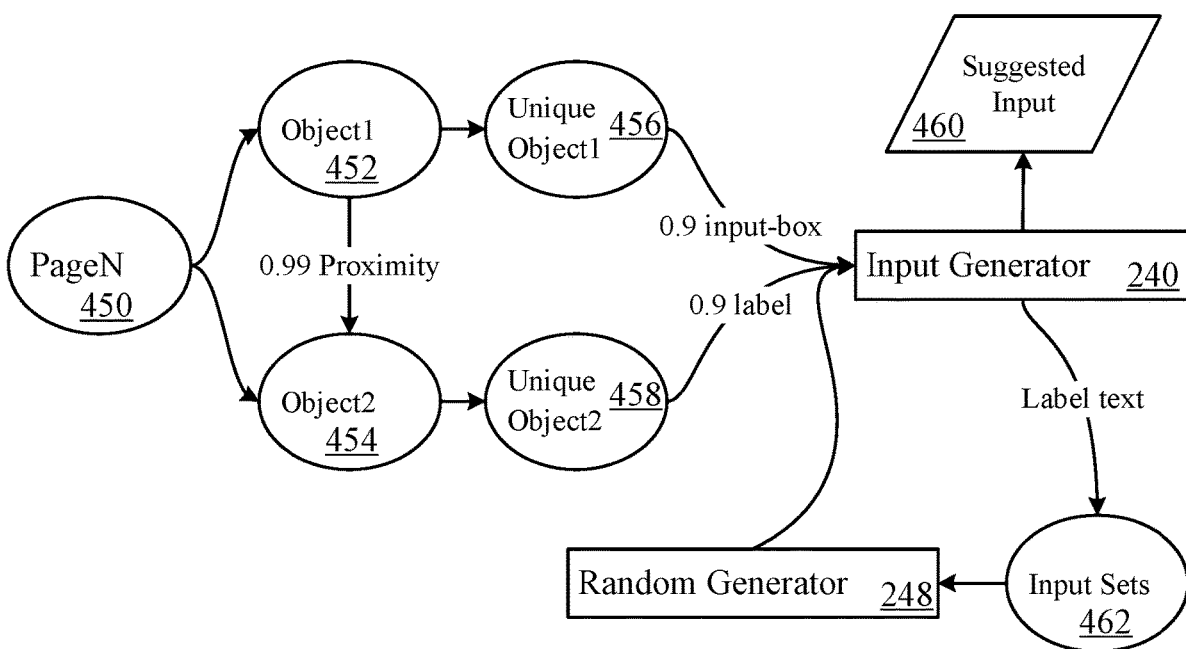 PageN
450
Object1
452
0.99 Proximity
Object2
454
Unique
Object1
456
Unique
Object2
458
0.9 input-box
0.9 label
Suggested
Input
460
Input Generator 240
Label text
Input Sets
462
Random Generator 248